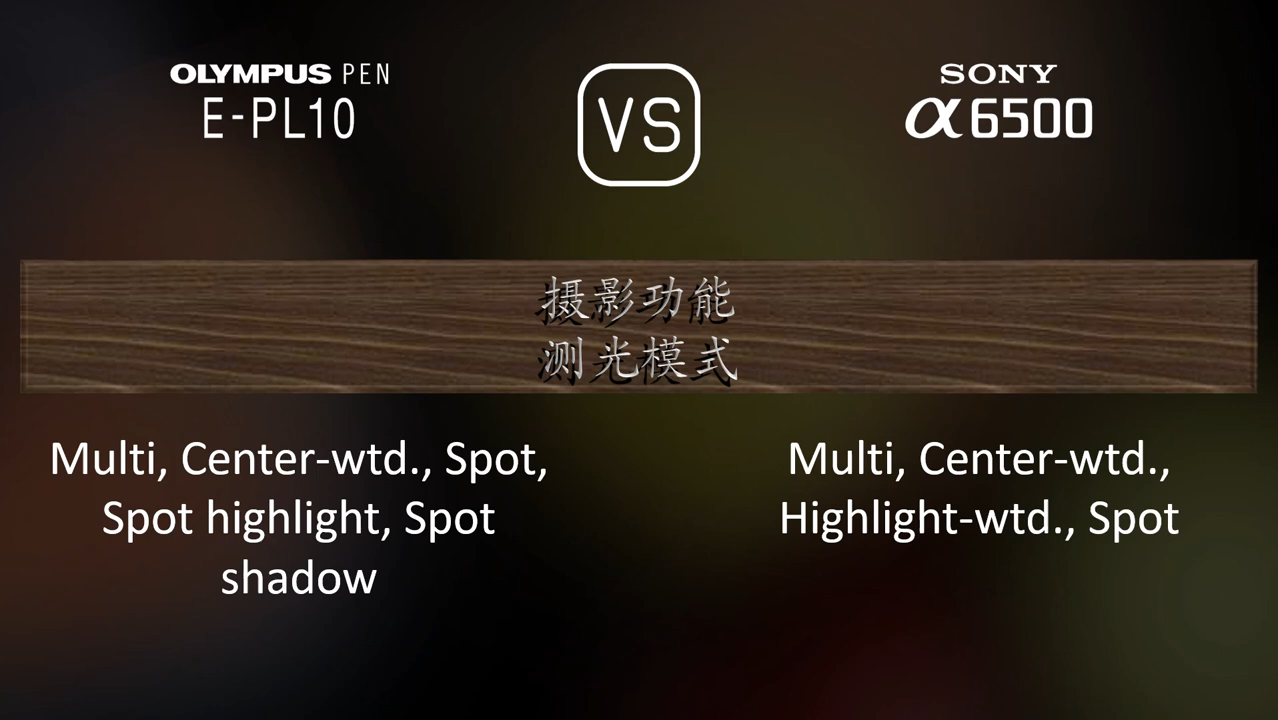 OLYMPUS PEN
E-PL10
VS
SONY
α6500
摄影功能
测光模式
Multi, Center-wtd., Spot,
Spot highlight, Spot
shadow
Multi, Center-wtd.,
Highlight-wtd., Spot